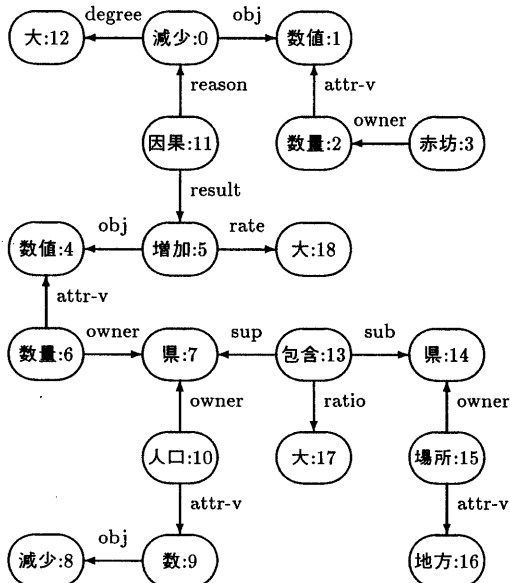 degree obj
大:12 減少:0 数値:1
reason attr-v
owner
因果:11 数量:2 赤坊:3
result
obj rate
数値:4 増加:5 大:18
attr-v
owner sup sub
数量:6 県:7 包含:13 県:14
owner ratio owner
人口:10 大:17 場所:15
attr-v attr-v
obj
減少:8 数:9 地方:16